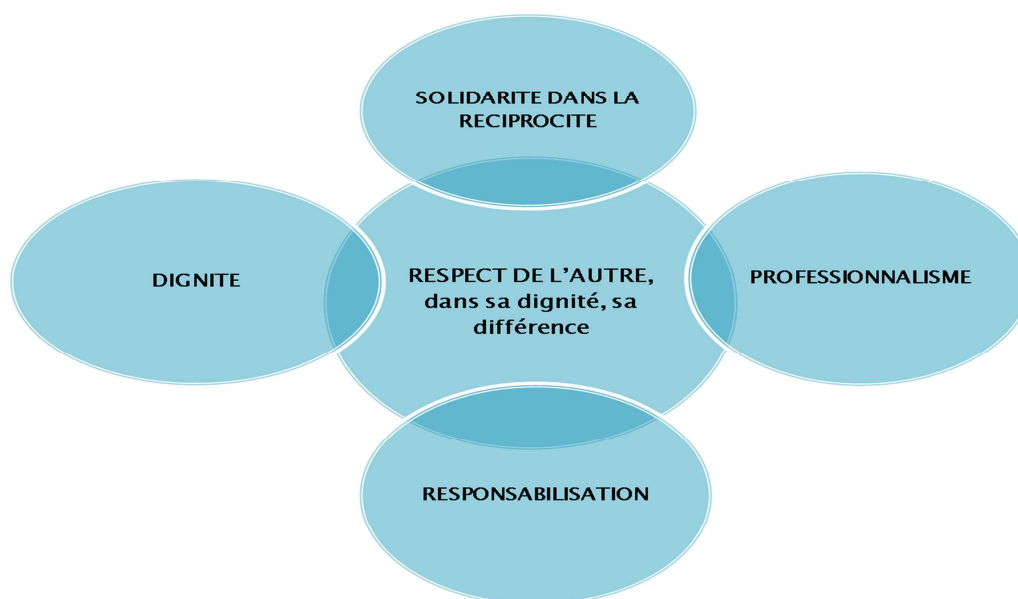 SOLIDARITE DANS LA
RECIPROCITE
DIGNITE
RESPECT DE L’AUTRE,
dans sa dignité, sa
différence
PROFESSIONNALISME
RESPONSABILISATION